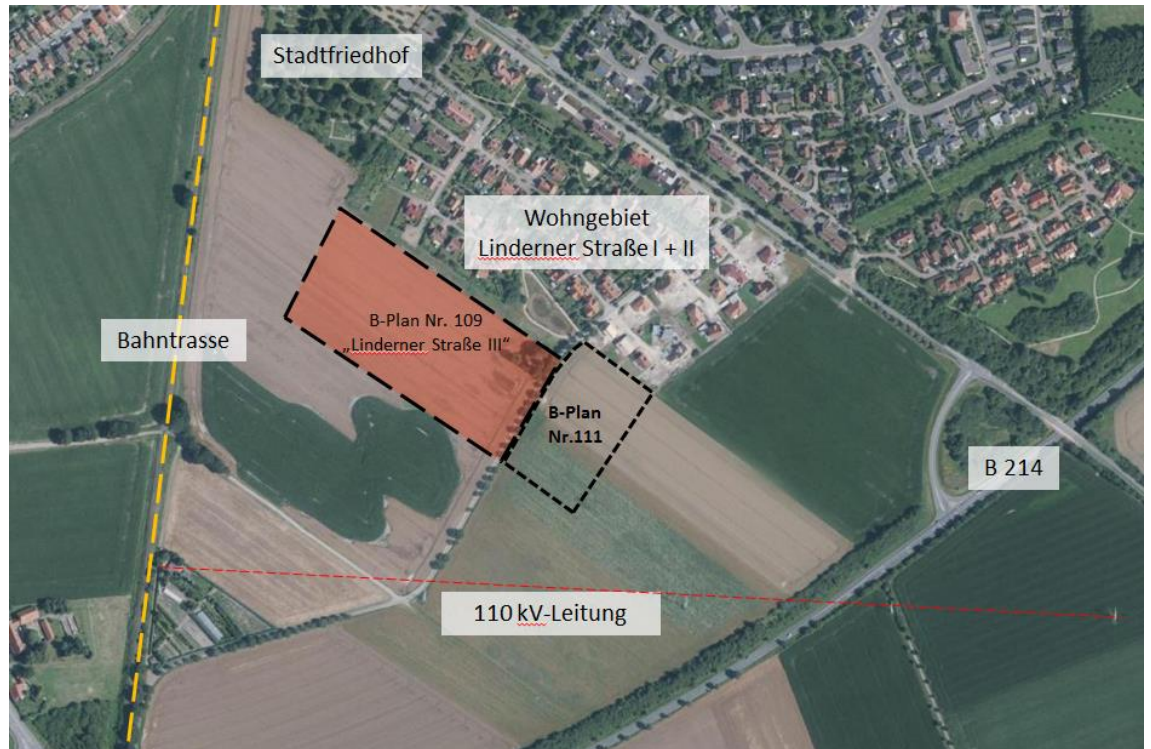 Stadtfriedhof
Wohngebiet
Linderner Straße I + II
B-Plan Nr. 109
„Linderner Straße III“
Bahntrasse
B-Plan
Nr.111
B 214
110 kV-Leitung